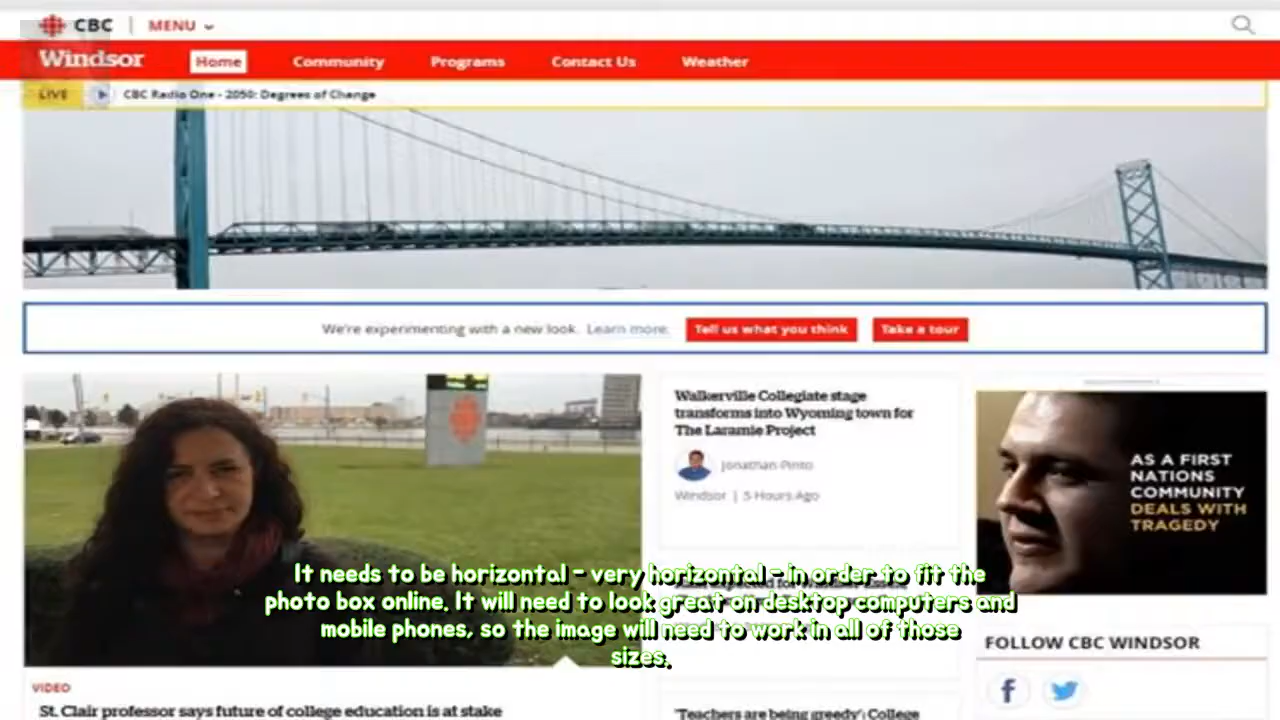 CBC | MENU
Windsor Home Community Programs Contact Us Weather
LIVE CBC Radio One - 2050: Degrees of Change
We're experimenting with a new look. Learn more. Tell us what you think Take a tour
Walkerville Collegiate stage
transforms into Wyoming town for
The Laramie Project
Jonathan Pinto
Windsor | 5 Hours Ago
AS A FIRST
NATIONS
COMMUNITY
DEALS WITH
TRAGEDY
It needs to be horizontal - very horizontal - in order to fit the
photo box online. It will need to look great on desktop computers and
mobile phones, so the image will need to work in all of those
sizes.
FOLLOW CBC WINDSOR
VIDEO
St. Clair professor says future of college education is at stake
'Teachers are being greedy': College